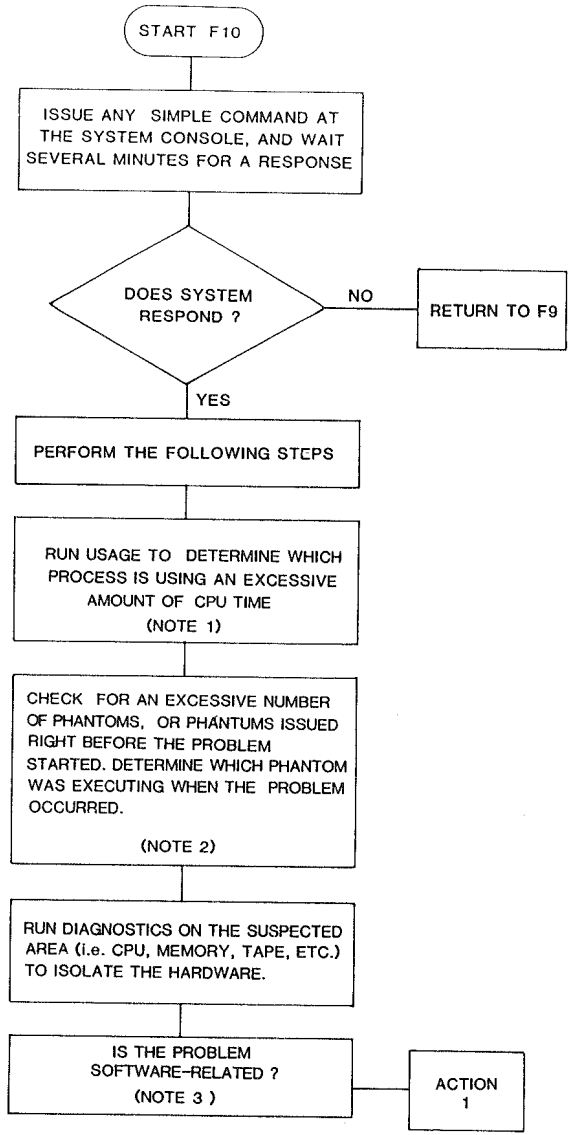 START F10
ISSUE ANY SIMPLE COMMAND AT
THE SYSTEM CONSOLE, AND WAIT
SEVERAL MINUTES FOR A RESPONSE
DOES SYSTEM
RESPOND ?
NO
RETURN TO F9
YES
PERFORM THE FOLLOWING STEPS
RUN USAGE TO DETERMINE WHICH
PROCESS IS USING AN EXCESSIVE
AMOUNT OF CPU TIME
(NOTE 1)
CHECK FOR AN EXCESSIVE NUMBER
OF PHANTOMS, OR PHANTUMS ISSUED
RIGHT BEFORE THE PROBLEM
STARTED. DETERMINE WHICH PHANTOM
WAS EXECUTING WHEN THE PROBLEM
OCCURRED.
(NOTE 2)
RUN DIAGNOSTICS ON THE SUSPECTED
AREA (i.e. CPU, MEMORY, TAPE, ETC.)
TO ISOLATE THE HARDWARE.
IS THE PROBLEM
SOFTWARE-RELATED ?
(NOTE 3 )
ACTION
1